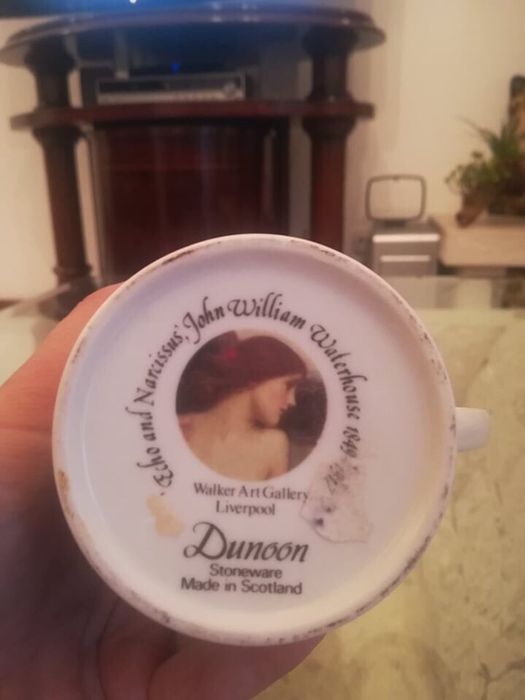 'Echo and Narcissus', John William Waterhouse 1849
Walker Art Gallery
Liverpool
Dunoon
Stoneware
Made in Scotland